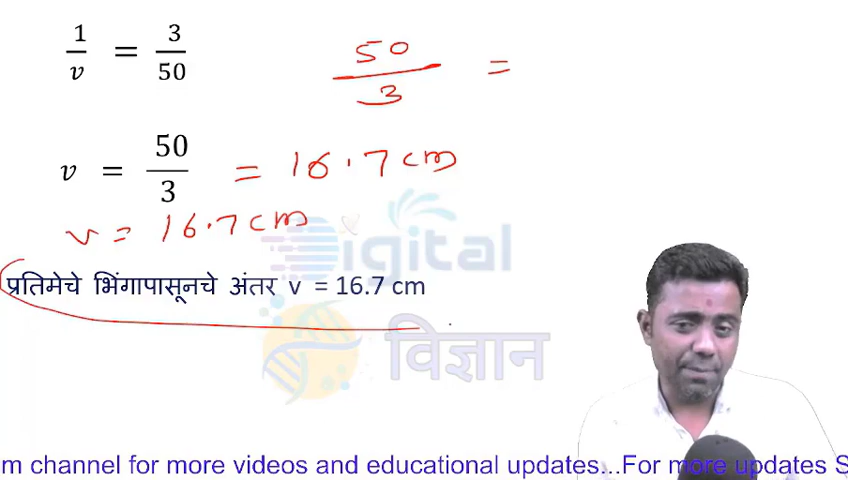 1/v = 3/50
50/3 =
v = 50/3 = 16.7 cm
v = 16.7 cm
Digital
प्रतिमेचे भिंगापासूनचे अंतर v = 16.7 cm
विज्ञान
m channel for more videos and educational updates...For more updates S